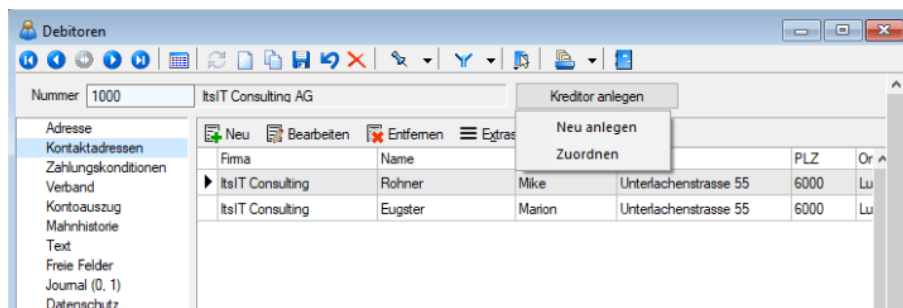 Debitoren
Nummer 1000 ItsIT Consulting AG Kreditor anlegen
Neu anlegen
Zuordnen
Adresse
Kontaktadressen
Zahlungskonditionen
Verband
Kontoauszug
Mahnhistorie
Text
Freie Felder
Journal (0, 1)
Datenschutz
Neu Bearbeiten Entfernen Extras
Firma Name PLZ Or
ItsIT Consulting Rohner Mike Unterlachenstrasse 55 6000 Lu
ItsIT Consulting Eugster Marion Unterlachenstrasse 55 6000 Lu